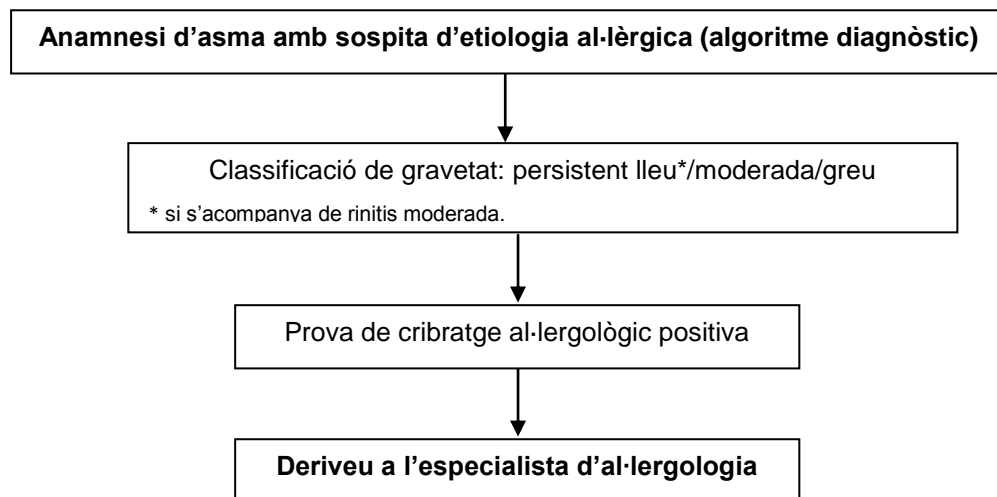 Anamnesi d’asma amb sospita d’etiologia al·lèrgica (algoritme diagnòstic)
Classificació de gravetat: persistent lleu*/moderada/greu
* si s’acompanya de rinitis moderada.
Prova de cribratge al·lergològic positiva
Deriveu a l’especialista d’al·lergologia